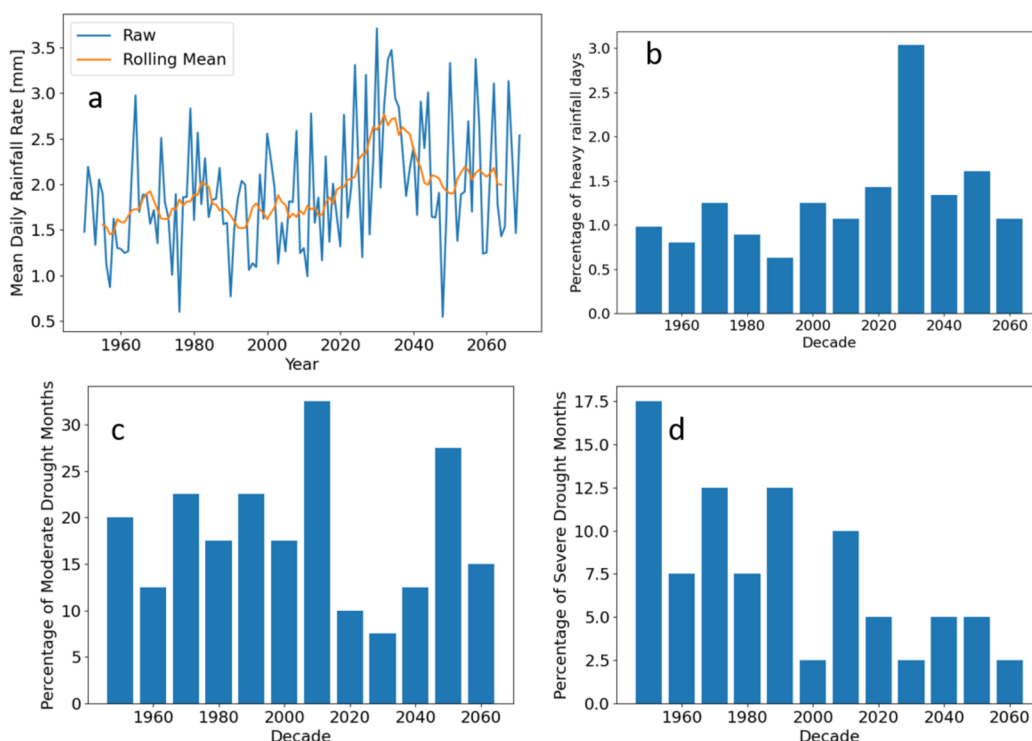 Raw
Rolling Mean
a
Mean Daily Rainfall Rate [mm]
3.5
3.0
2.5
2.0
1.5
1.0
0.5
1960 1980 2000 2020 2040 2060
Year
b
Percentage of heavy rainfall days
3.0
2.5
2.0
1.5
1.0
0.5
0.0
1960 1980 2000 2020 2040 2060
Decade
c
Percentage of Moderate Drought Months
30
25
20
15
10
5
0
1960 1980 2000 2020 2040 2060
Decade
d
Percentage of Severe Drought Months
17.5
15.0
12.5
10.0
7.5
5.0
2.5
0.0
1960 1980 2000 2020 2040 2060
Decade